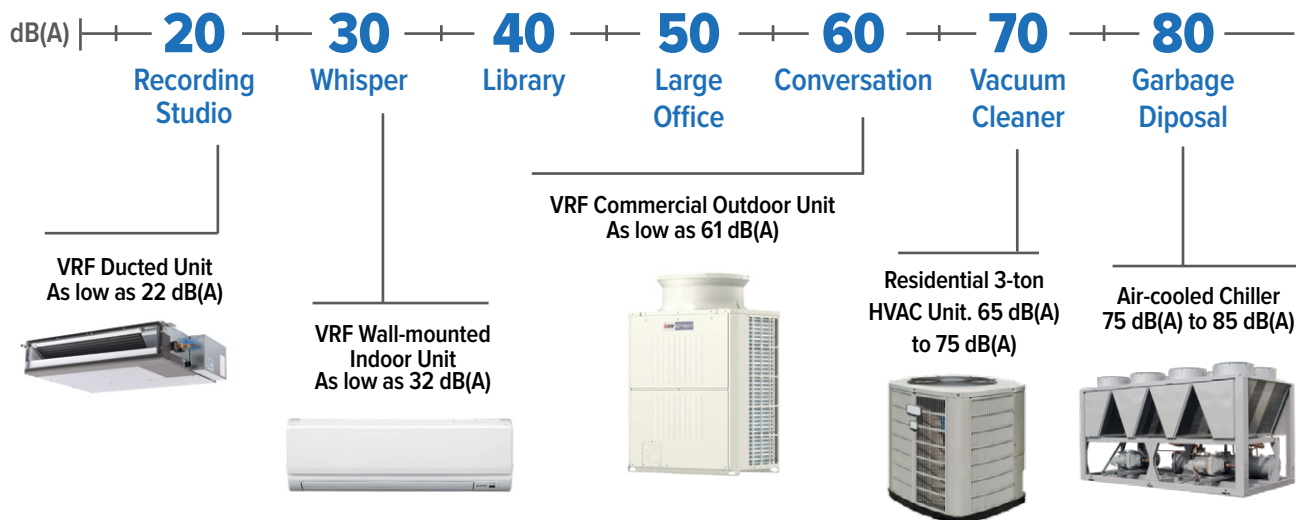 dB(A) 20 30 40 50 60 70 80
Recording
Studio
Whisper
Library
Large
Office
Conversation
Vacuum
Cleaner
Garbage
Diposal
VRF Ducted Unit
As low as 22 dB(A)
VRF Wall-mounted
Indoor Unit
As low as 32 dB(A)
VRF Commercial Outdoor Unit
As low as 61 dB(A)
Residential 3-ton
HVAC Unit. 65 dB(A)
to 75 dB(A)
Air-cooled Chiller
75 dB(A) to 85 dB(A)